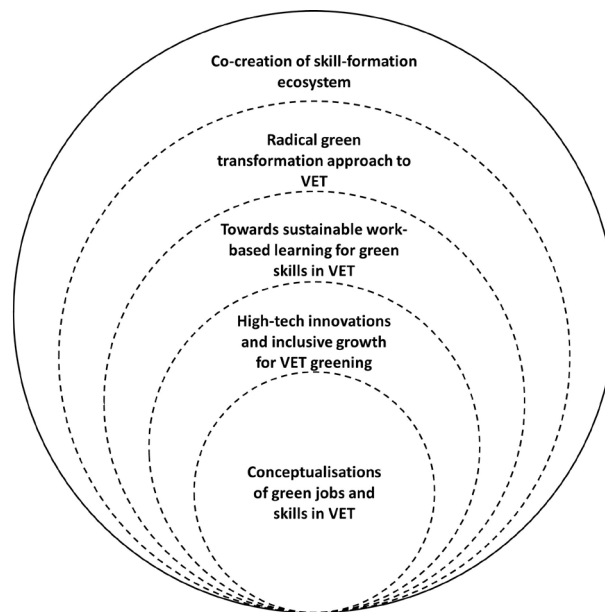 Co-creation of skill-formation
ecosystem
Radical green
transformation approach to
VET
Towards sustainable work-
based learning for green
skills in VET
High-tech innovations
and inclusive growth
for VET greening
Conceptualisations
of green jobs and
skills in VET